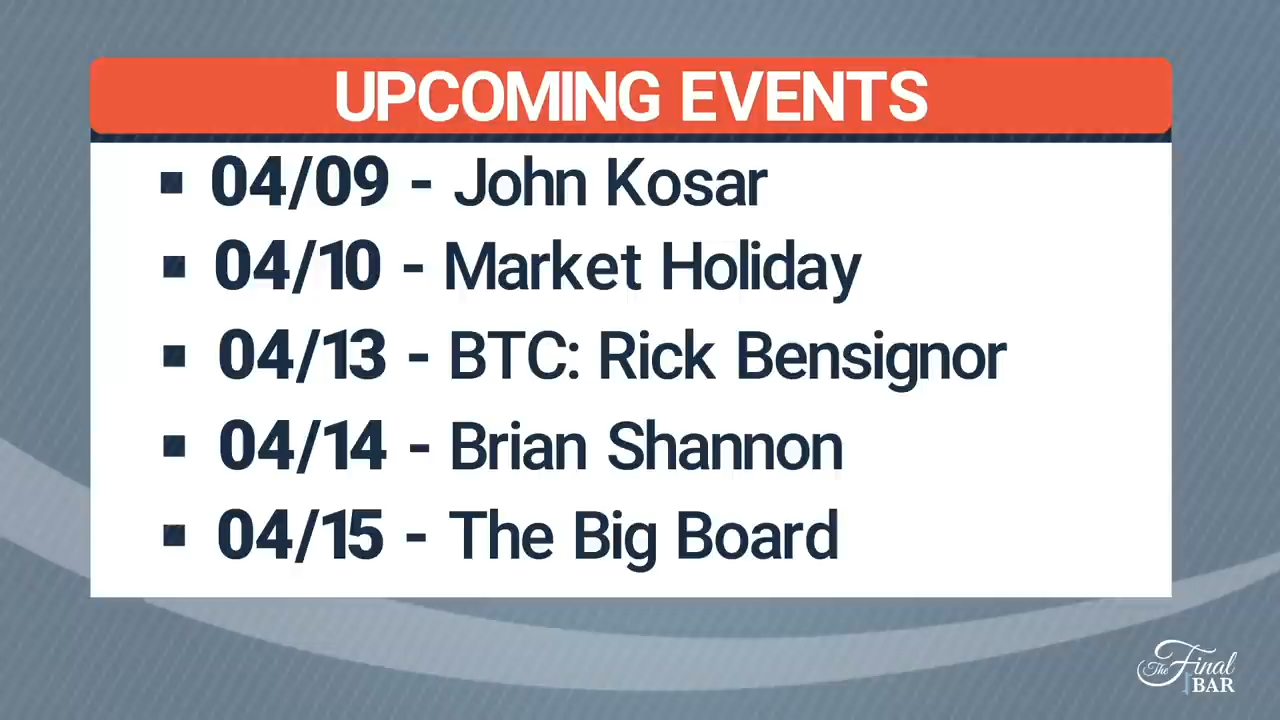 UPCOMING EVENTS
▪ 04/09 - John Kosar
▪ 04/10 - Market Holiday
▪ 04/13 - BTC: Rick Bensignor
▪ 04/14 - Brian Shannon
▪ 04/15 - The Big Board
The Final
BAR